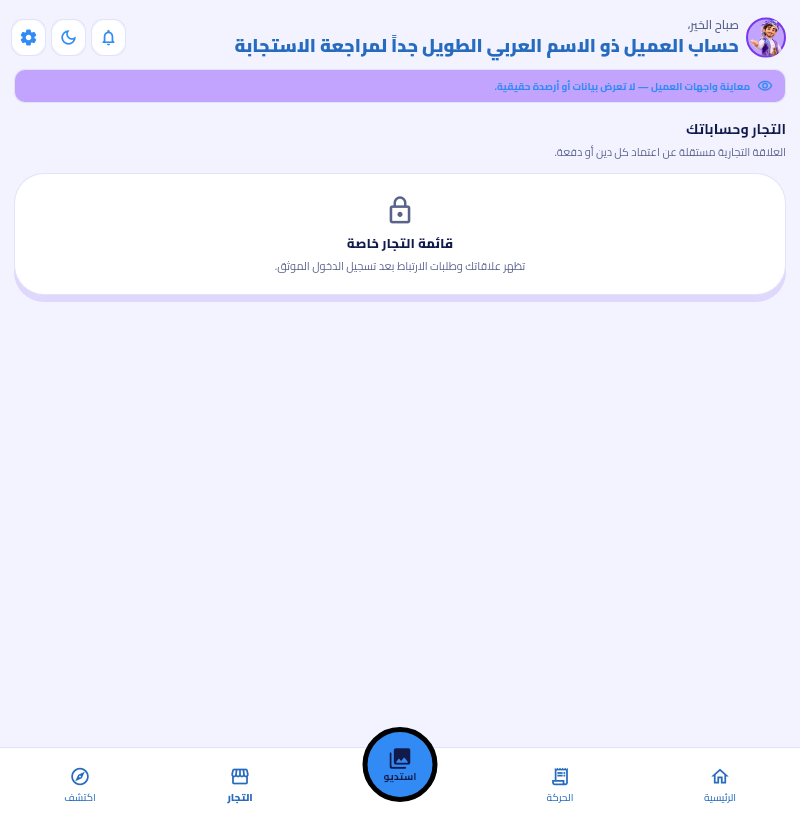 صباح الخير،
حساب العميل ذو الاسم العربي الطويل جداً لمراجعة الاستجابة
معاينة واجهات العميل — لا تعرض بيانات أو أرصدة حقيقية.
التجار وحساباتك
العلاقة التجارية مستقلة عن اعتماد كل دين أو دفعة.
قائمة التجار خاصة
تظهر علاقاتك وطلبات الارتباط بعد تسجيل الدخول الموثق.
الرئيسية
الحركة
استديو
التجار
اكتشف